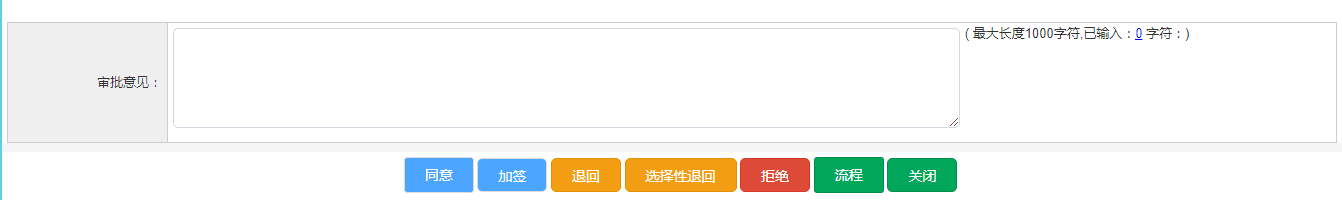 ( 最大长度1000字符,已输入：0 字符：)
审批意见：
同意 加签 退回 选择性退回 拒绝 流程 关闭